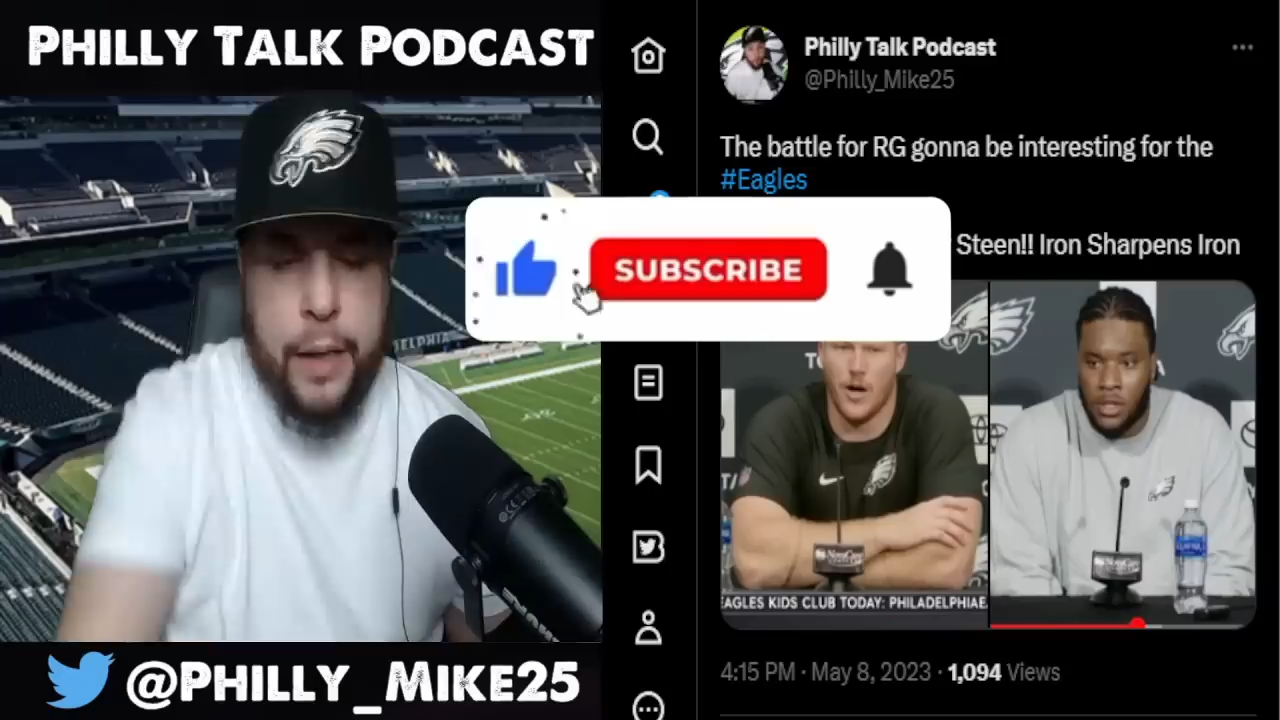 PHILLY TALK PODCAST
@PHILLY_MIKE25
Philly Talk Podcast
@Philly_Mike25
The battle for RG gonna be interesting for the
#Eagles
Steen!! Iron Sharpens Iron
SUBSCRIBE
EAGLES KIDS CLUB TODAY: PHILADELPHIAE
4:15 PM · May 8, 2023 · 1,094 Views